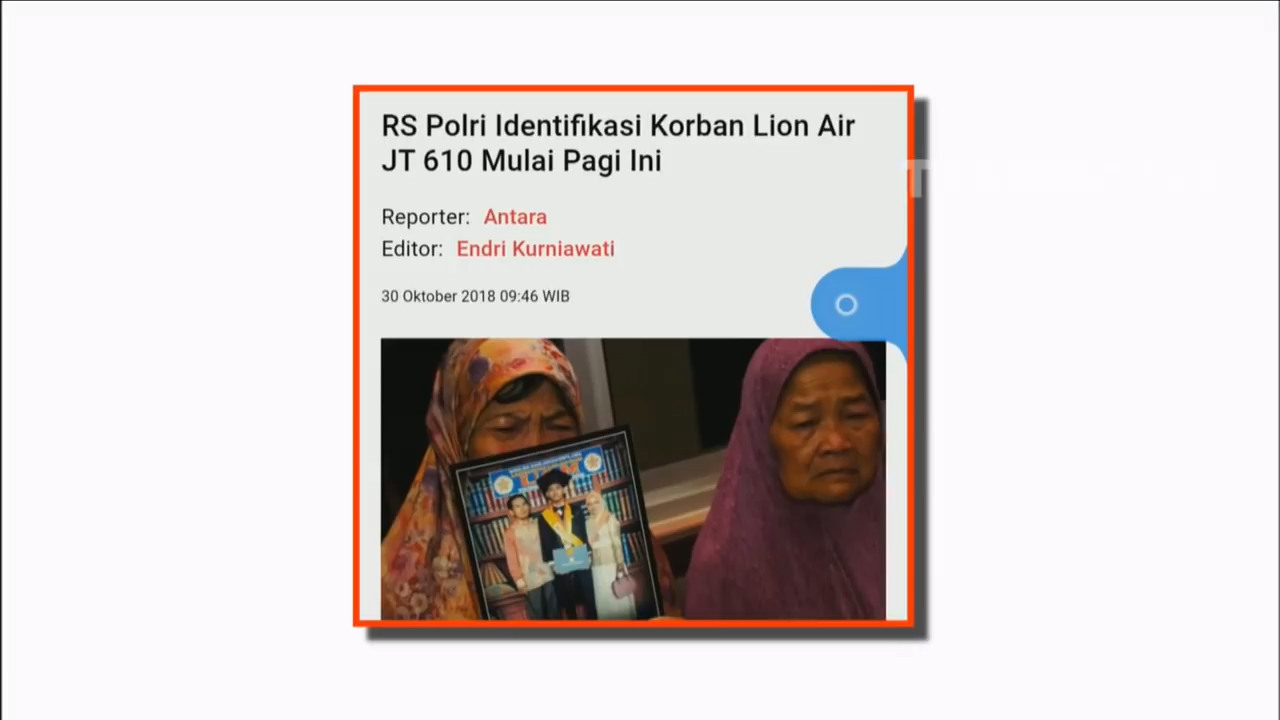 RS Polri Identifikasi Korban Lion Air
JT 610 Mulai Pagi Ini
Reporter: Antara
Editor: Endri Kurniawati
30 Oktober 2018 09:46 WIB